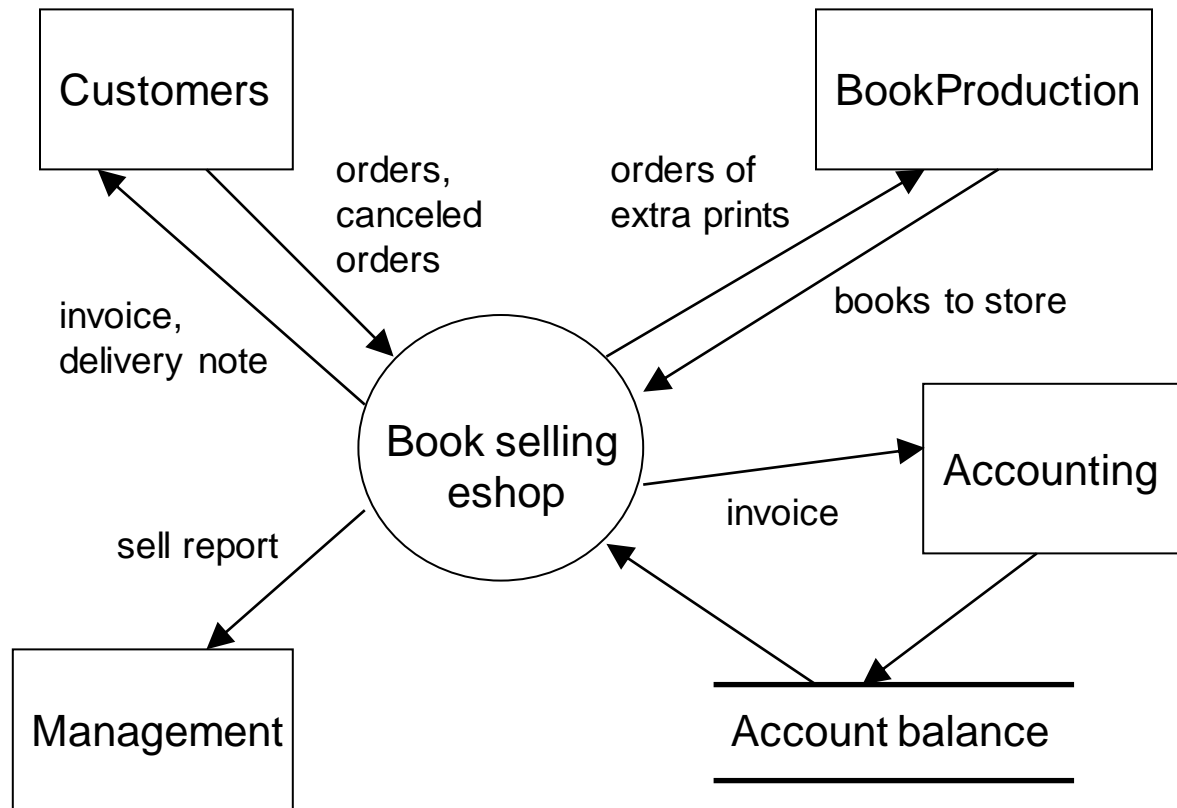 Customers
BookProduction
orders,
canceled
orders
orders of
extra prints
invoice,
delivery note
books to store
Book selling
eshop
Accounting
invoice
sell report
Management
Account balance